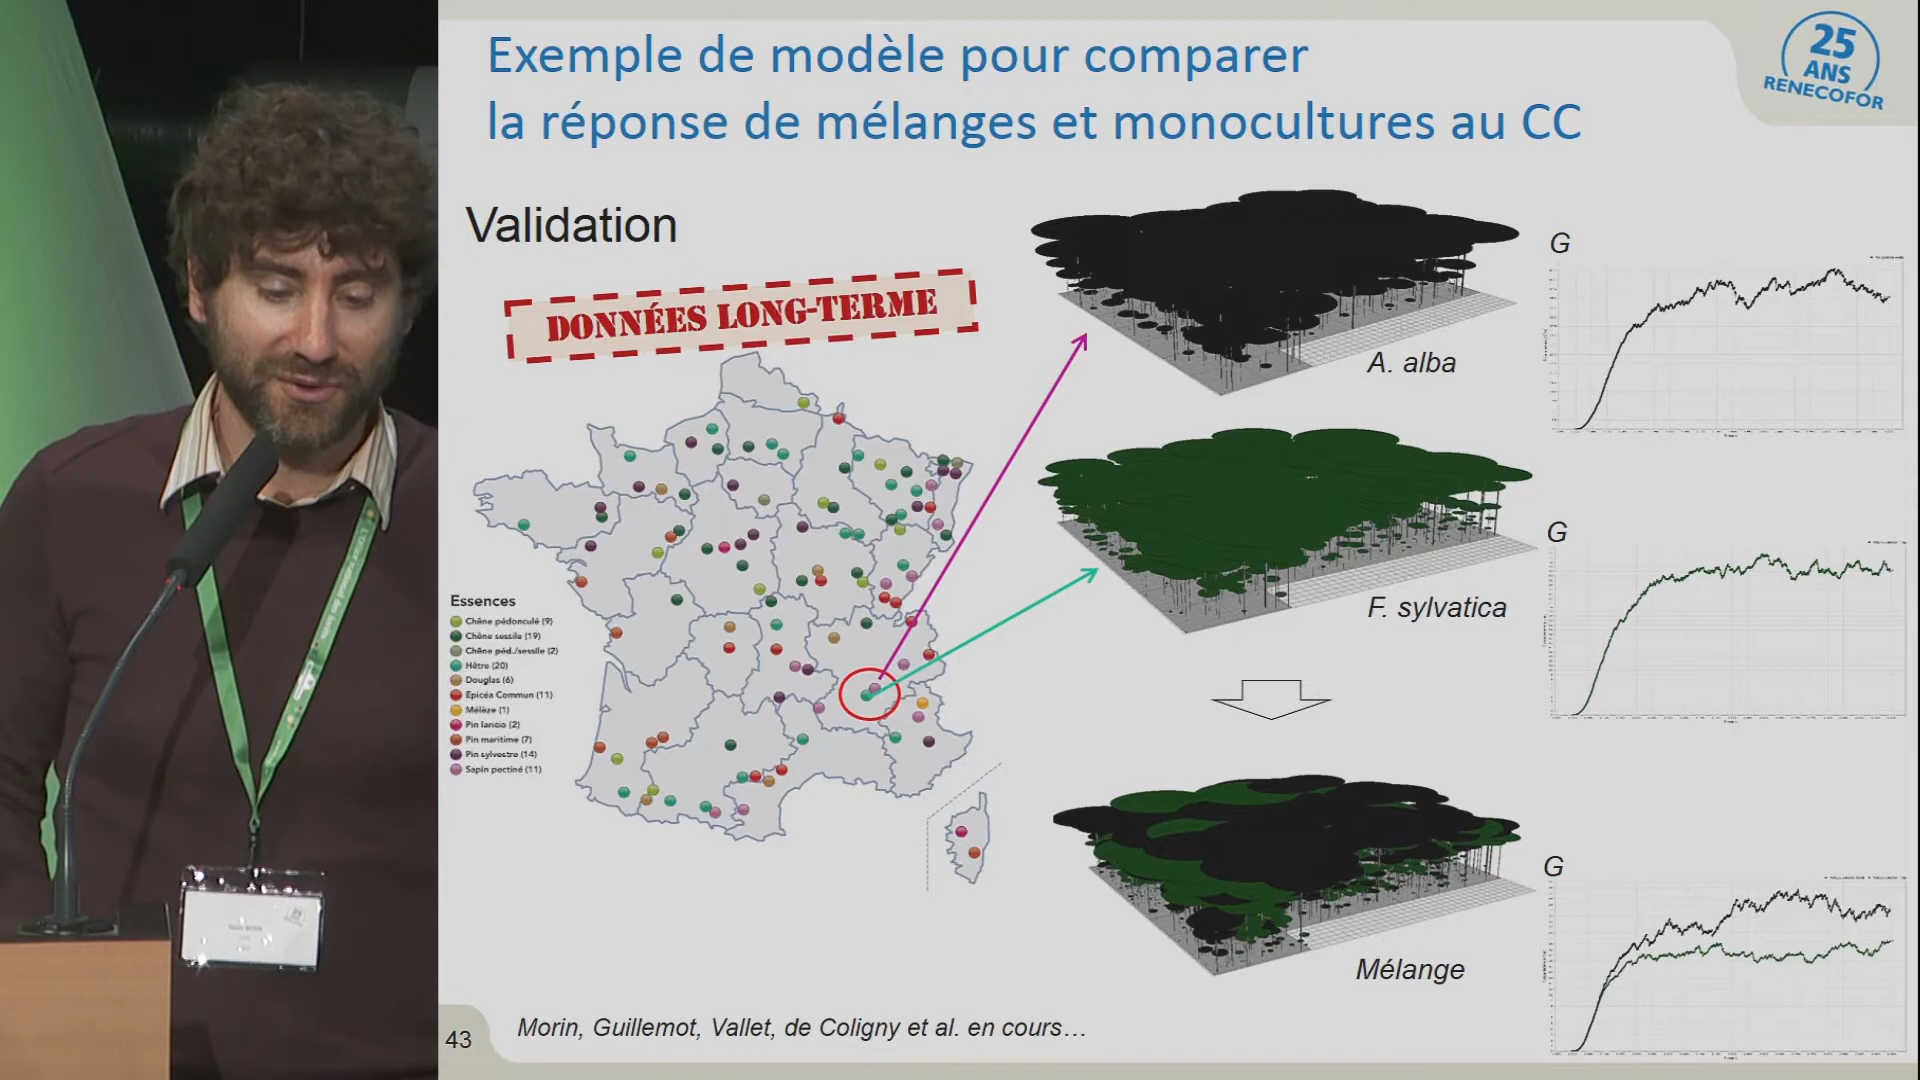 Exemple de modèle pour comparer
la réponse de mélanges et monocultures au CC
25
ANS
RENECOFOR
Validation
DONNÉES LONG-TERME
Essences
Chêne pédonculé (9)
Chêne sessile (19)
Chêne péd./sessile (2)
Hêtre (20)
Douglas (6)
Epicéa Commun (11)
Mélèze (1)
Pin laricio (2)
Pin maritime (7)
Pin sylvestre (14)
Sapin pectiné (11)
G
A. alba
G
F. sylvatica
G
Mélange
43
Morin, Guillemot, Vallet, de Coligny et al. en cours…